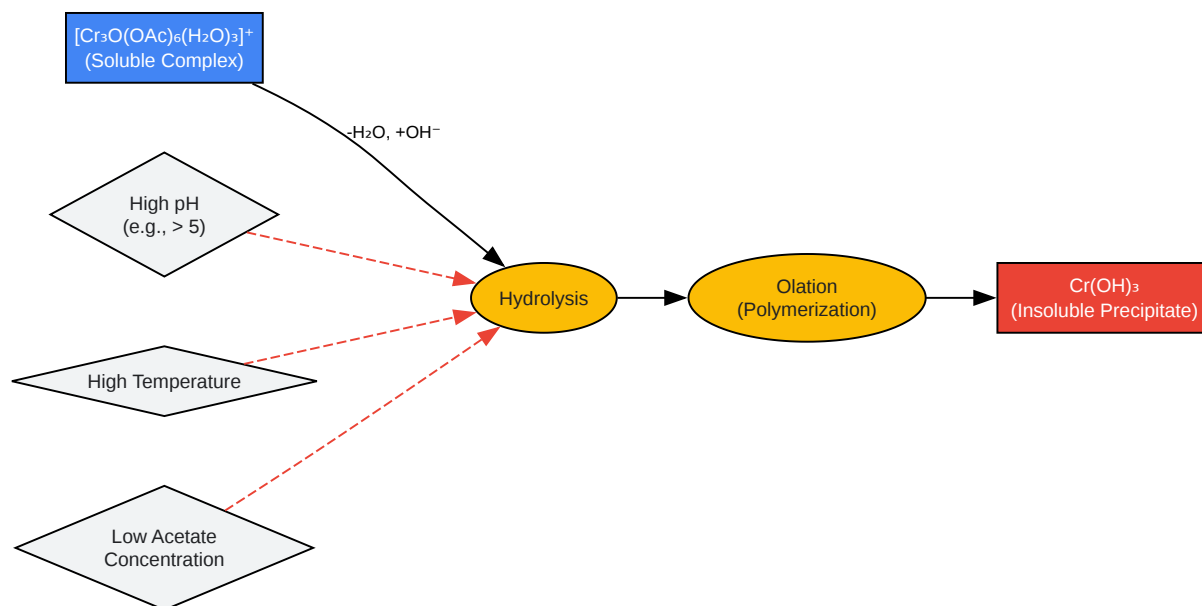 [Cr₃O(OAc)₆(H₂O)₃]⁺
(Soluble Complex)
-H₂O, +OH⁻
High pH
(e.g., > 5)
Hydrolysis
Olation
(Polymerization)
Cr(OH)₃
(Insoluble Precipitate)
High Temperature
Low Acetate
Concentration